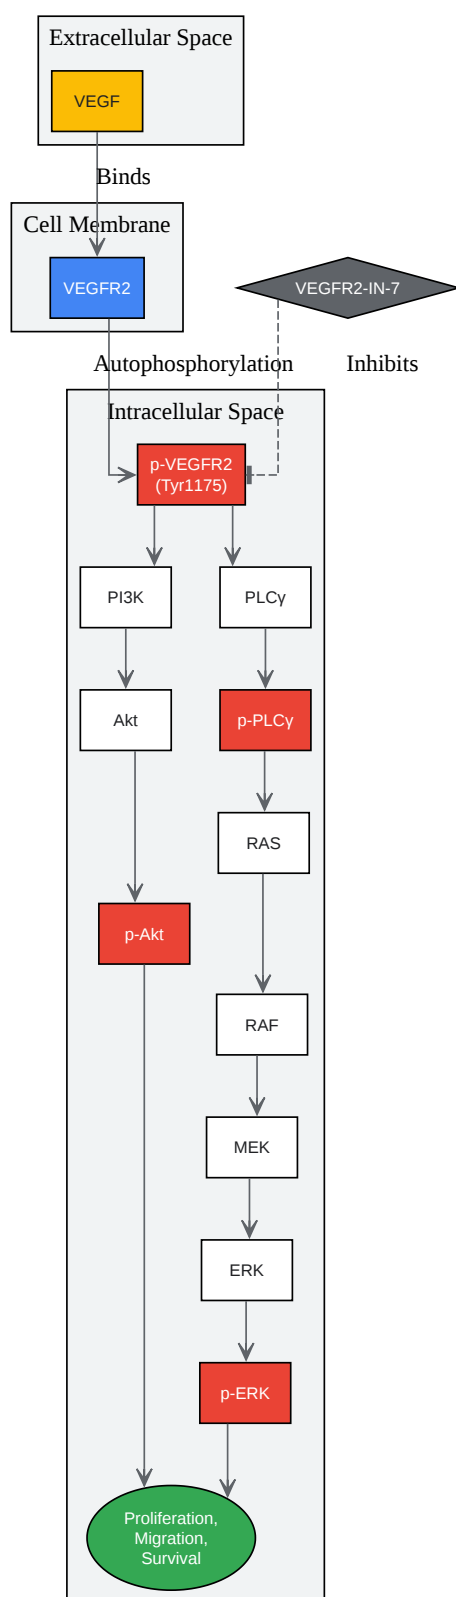 Extracellular Space
VEGF
Binds
Cell Membrane
VEGFR2
VEGFR2-IN-7
Autophosphorylation
Inhibits
Intracellular Space
p-VEGFR2
(Tyr1175)
PI3K
PLCγ
Akt
p-PLCγ
RAS
p-Akt
RAF
MEK
ERK
p-ERK
Proliferation,
Migration,
Survival